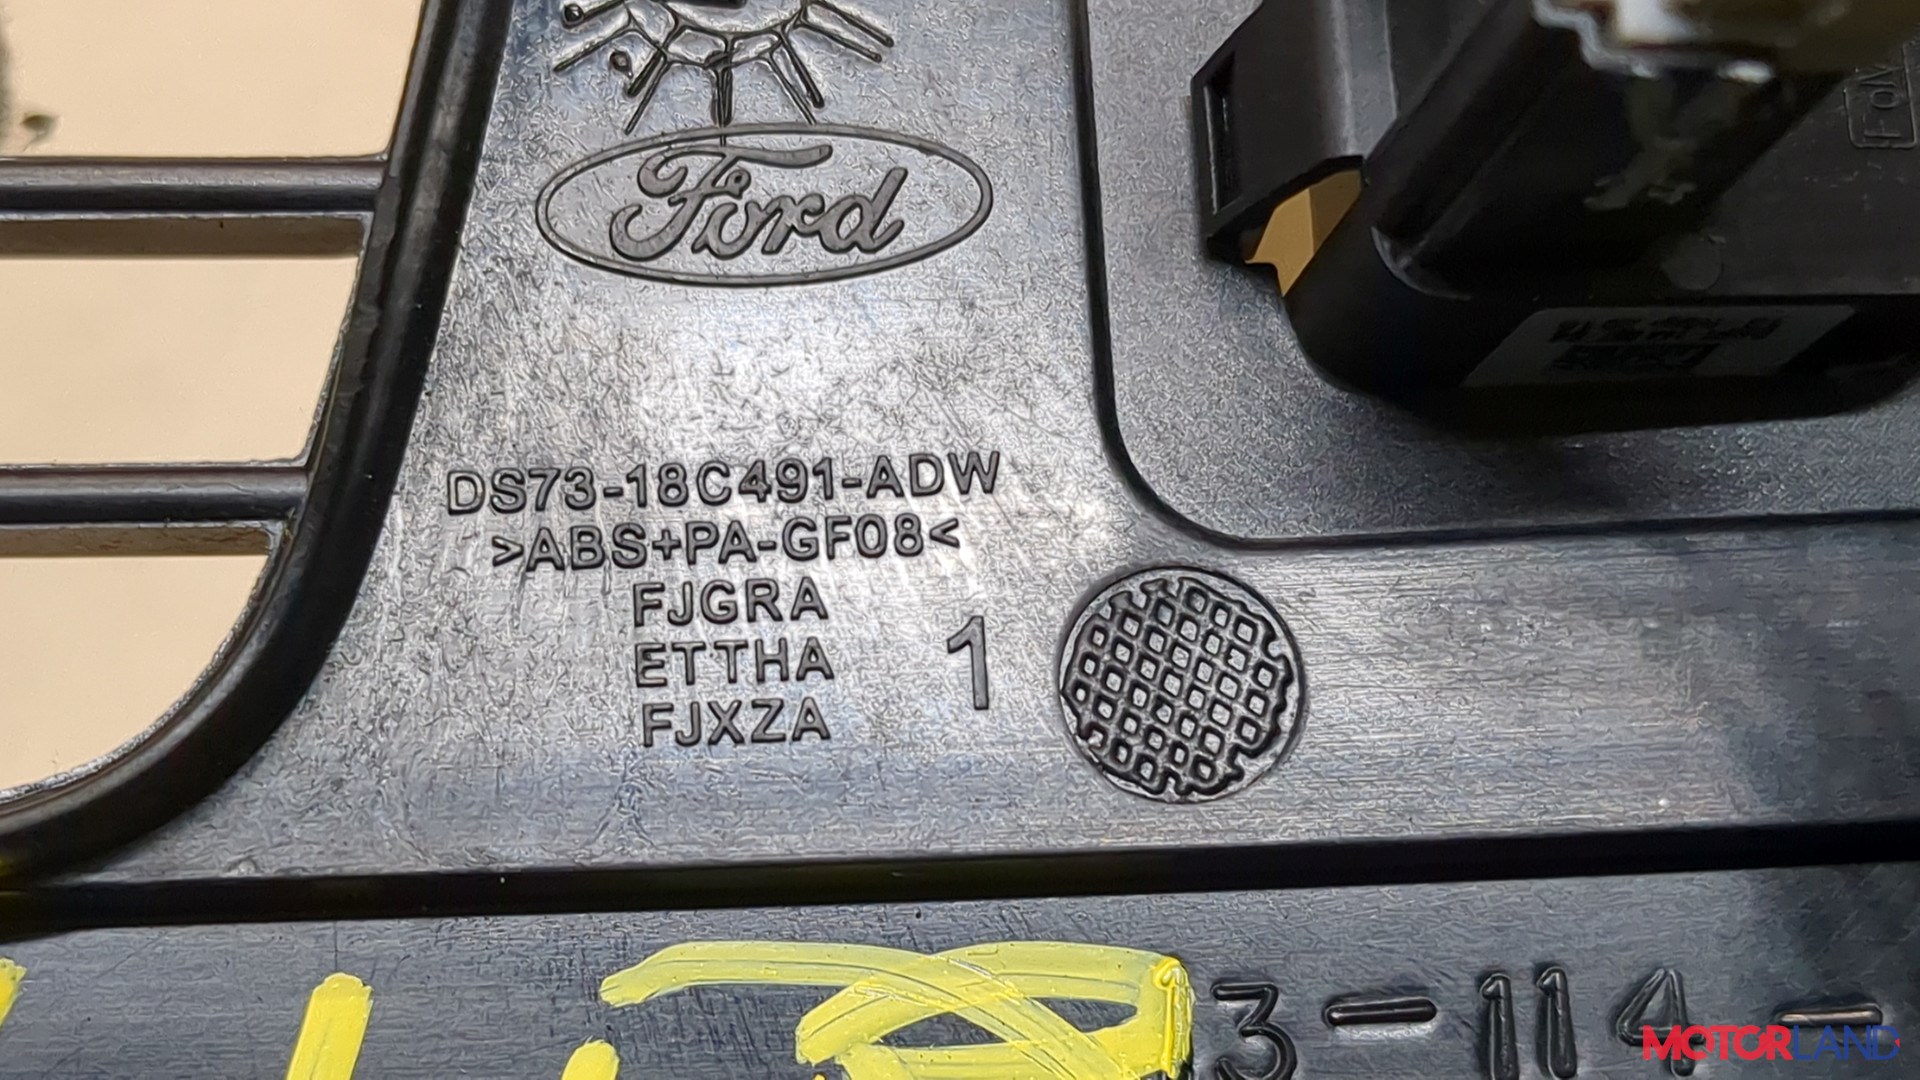 Ford
DS73-18C491-ADW
>ABS+PA-GF08<
FJGRA
ETTHA
1
FJXZA
3-114-
MOTORLAND